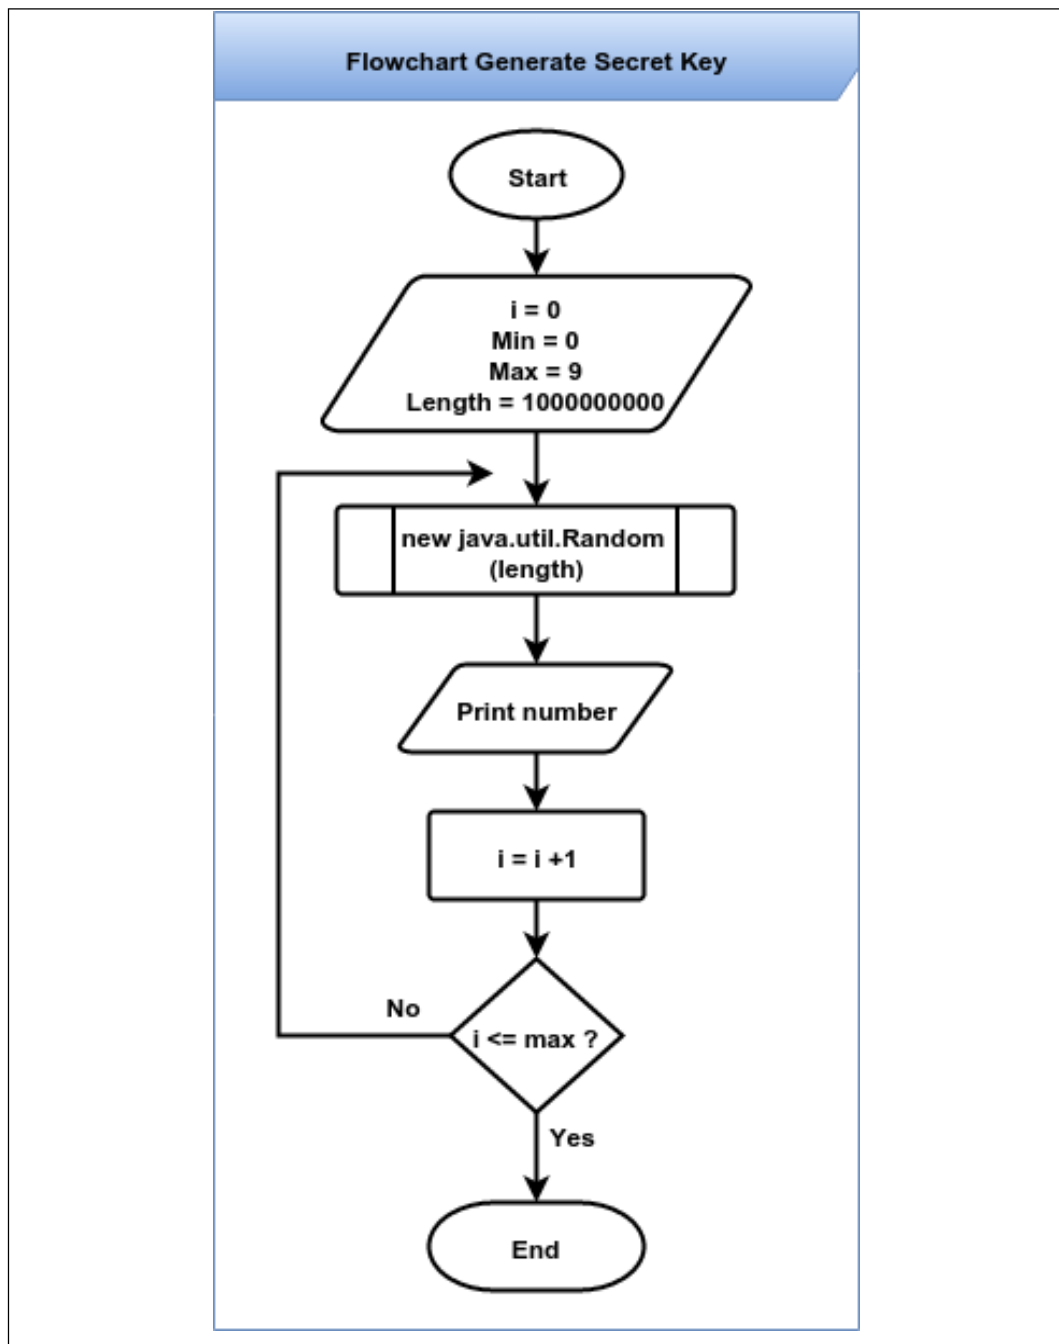 Flowchart Generate Secret Key
Start
i = 0
Min = 0
Max = 9
Length = 1000000000
new java.util.Random
(length)
Print number
i = i +1
i <= max ?
No
Yes
End